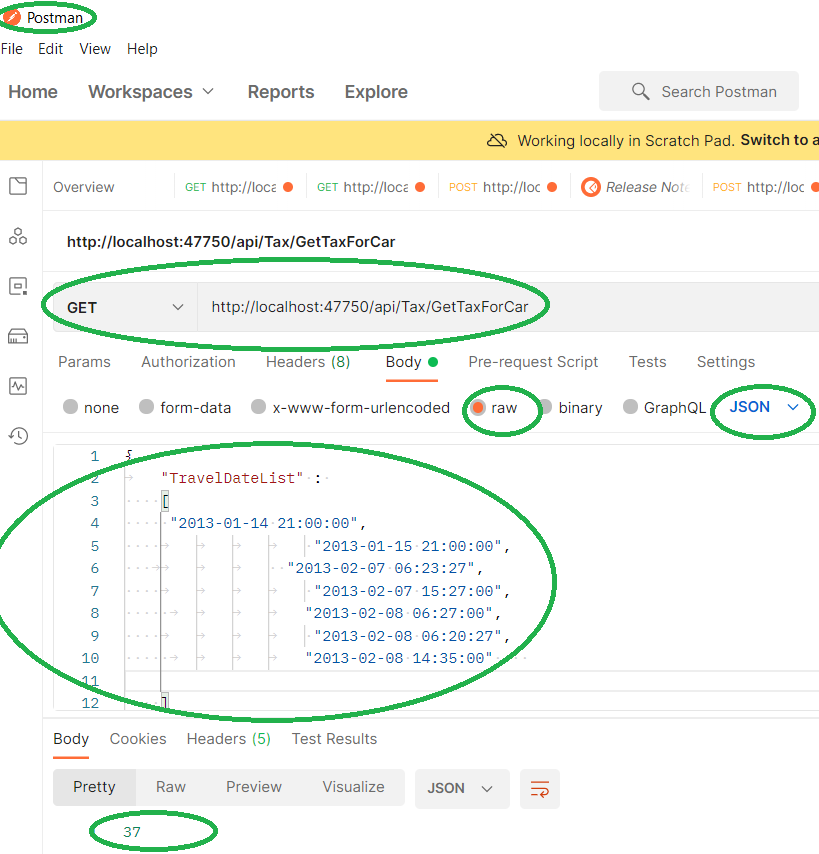 Postman
File Edit View Help
Home Workspaces Reports Explore Search Postman
Working locally in Scratch Pad. Switch to a
Overview GET http://loca GET http://loca POST http://loc Release Note POST http://loc
http://localhost:47750/api/Tax/GetTaxForCar
GET http://localhost:47750/api/Tax/GetTaxForCar
Params Authorization Headers (8) Body Pre-request Script Tests Settings
none form-data x-www-form-urlencoded raw binary GraphQL JSON
1 {
2 "TravelDateList" :
3 [
4 "2013-01-14 21:00:00",
5 "2013-01-15 21:00:00",
6 "2013-02-07 06:23:27",
7 "2013-02-07 15:27:00",
8 "2013-02-08 06:27:00",
9 "2013-02-08 06:20:27",
10 "2013-02-08 14:35:00"
11
12 ]
Body Cookies Headers (5) Test Results
Pretty Raw Preview Visualize JSON
37